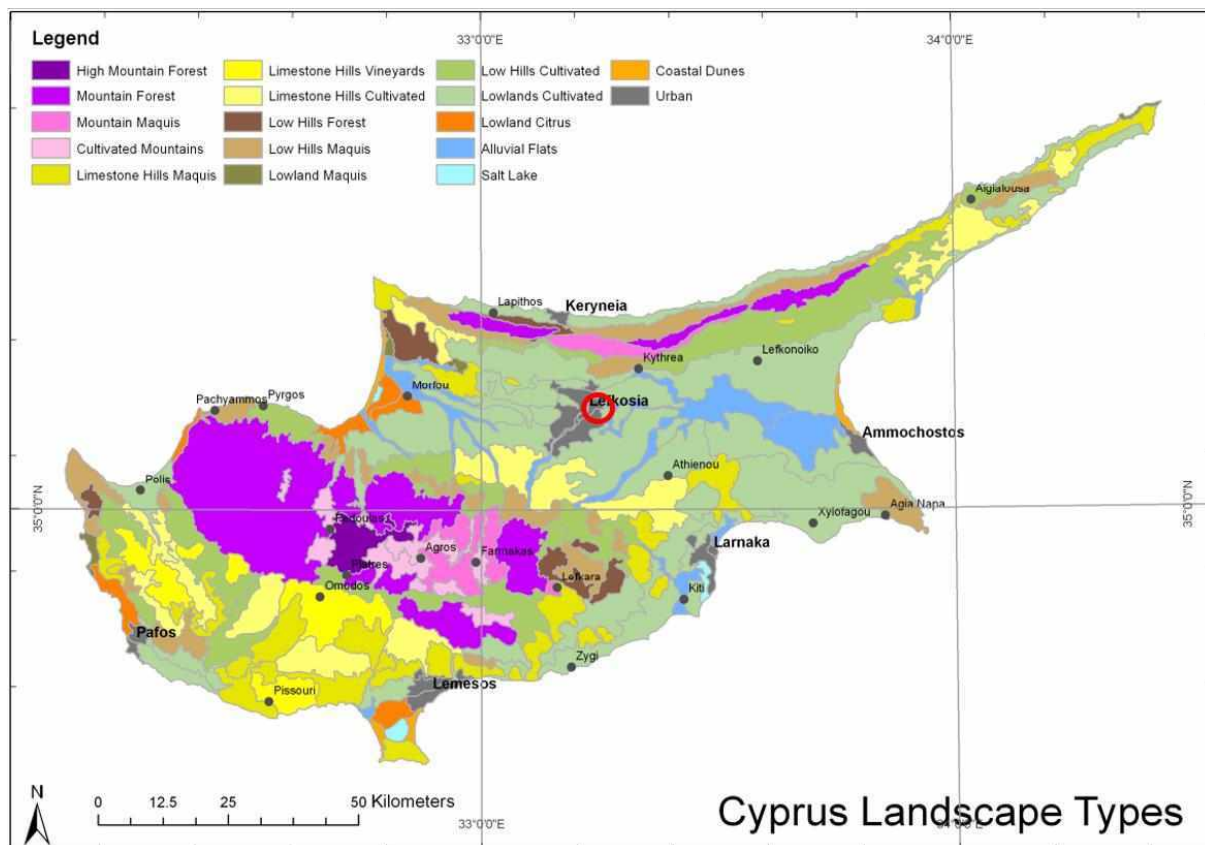 33°0'0"E
34°0'0"E
Legend
High Mountain Forest
Mountain Forest
Mountain Maquis
Cultivated Mountains
Limestone Hills Maquis
Limestone Hills Vineyards
Limestone Hills Cultivated
Low Hills Forest
Low Hills Maquis
Lowland Maquis
Low Hills Cultivated
Lowlands Cultivated
Lowland Citrus
Alluvial Flats
Salt Lake
Coastal Dunes
Urban
Aigialousa
Lapithos
Keryneia
Kythrea
Lefkonoiko
Morfou
Lefkosia
Pachyammos
Pyrgos
Ammochostos
Athienou
Polis
35°0'0"N
35°0'0"N
Xylofagou
Agia Napa
Pedoulas
Larnaka
Agros
Farmakas
Platres
Lefkara
Omodos
Kiti
Pafos
Zygi
Lemesos
Pissouri
N
0 12.5 25 50 Kilometers
33°0'0"E
34°0'0"E
Cyprus Landscape Types